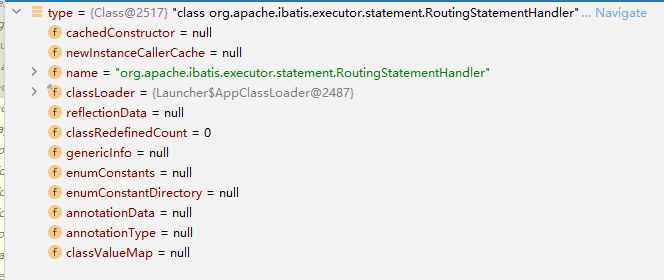 type = {Class@2517} "class org.apache.ibatis.executor.statement.RoutingStatementHandler"... Navigate
f cachedConstructor = null
f newInstanceCallerCache = null
f name = "org.apache.ibatis.executor.statement.RoutingStatementHandler"
f classLoader = {Launcher$AppClassLoader@2487}
f reflectionData = null
f classRedefinedCount = 0
f genericInfo = null
f enumConstants = null
f enumConstantDirectory = null
f annotationData = null
f annotationType = null
f classValueMap = null